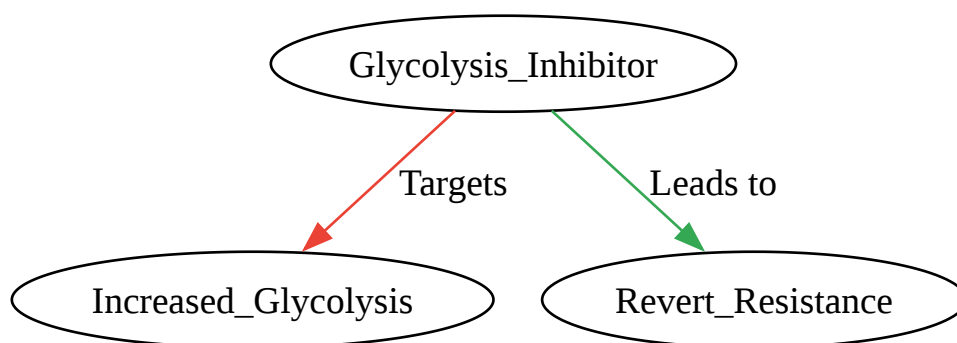 Glycolysis_Inhibitor
Targets
Leads to
Increased_Glycolysis
Revert_Resistance